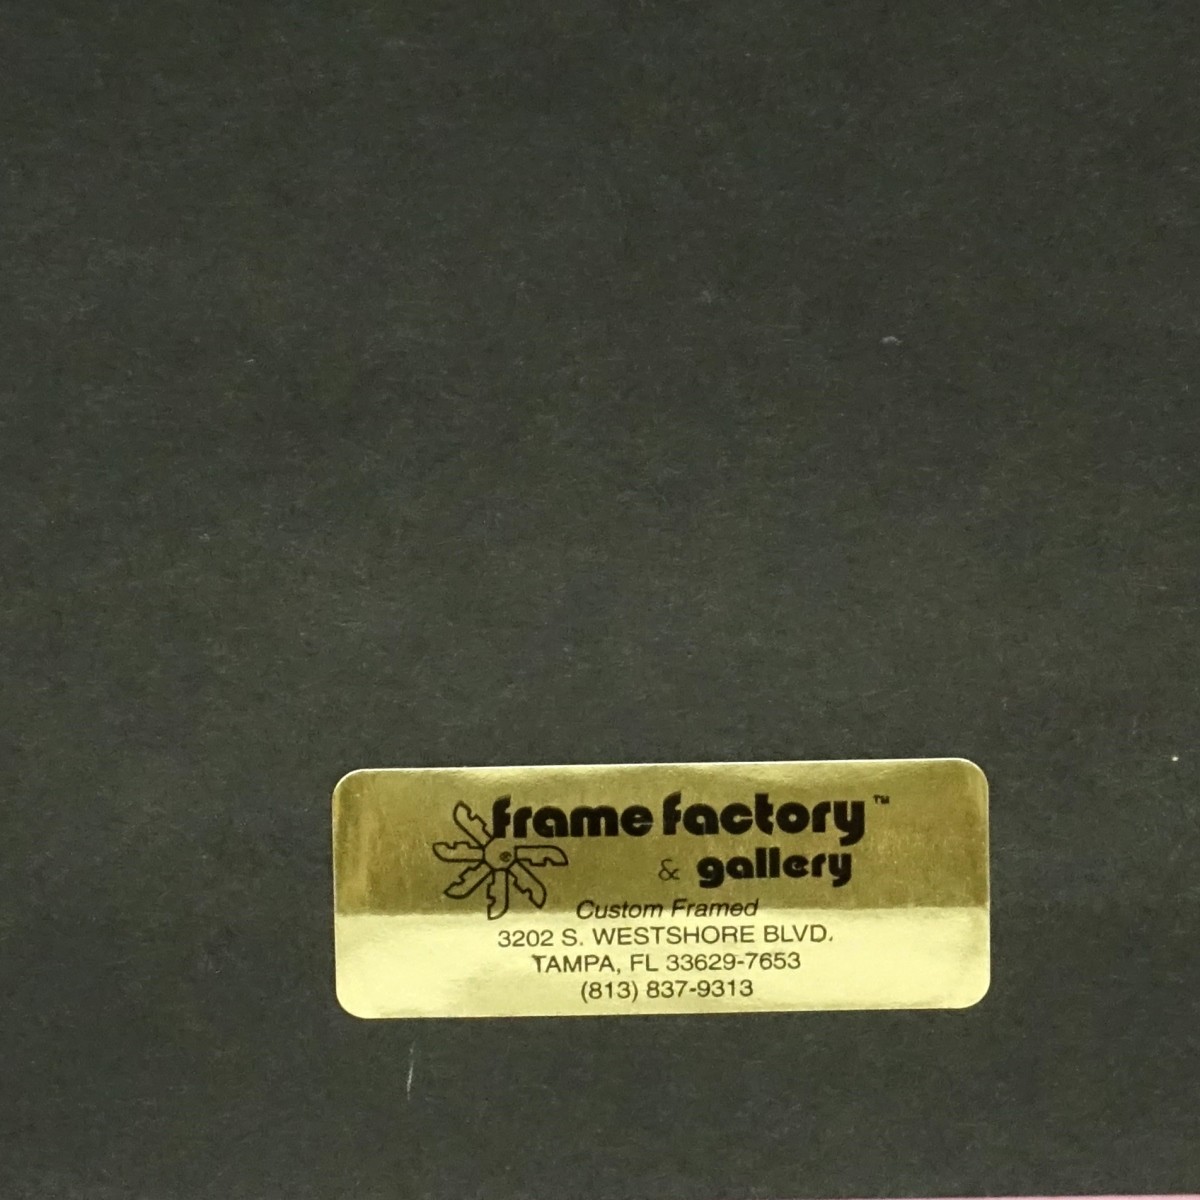 frame factory™
& gallery
Custom Framed
3202 S. WESTSHORE BLVD.
TAMPA, FL 33629-7653
(813) 837-9313